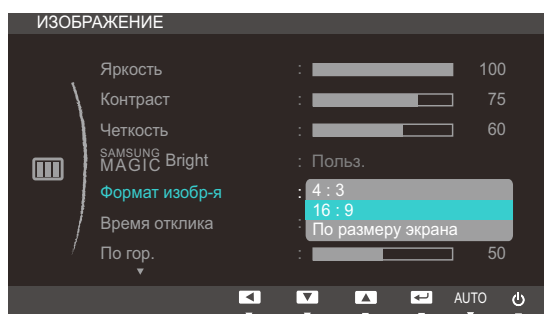 ИЗОБРАЖЕНИЕ
Яркость : 100
Контраст : 75
Четкость : 60
SAMSUNG MAGIC Bright : Польз.
Формат изобр-я : 4 : 3
16 : 9
Время отклика : По размеру экрана
По гор. : 50
AUTO